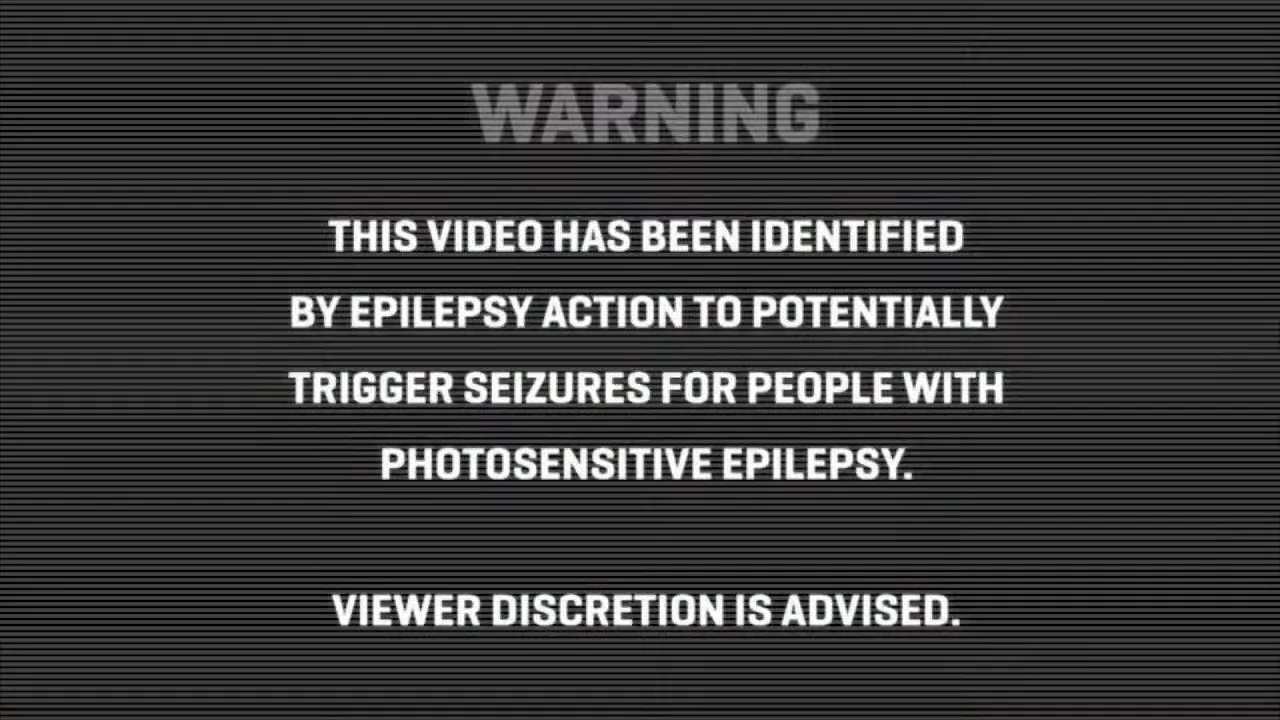 WARNING
THIS VIDEO HAS BEEN IDENTIFIED
BY EPILEPSY ACTION TO POTENTIALLY
TRIGGER SEIZURES FOR PEOPLE WITH
PHOTOSENSITIVE EPILEPSY.
VIEWER DISCRETION IS ADVISED.